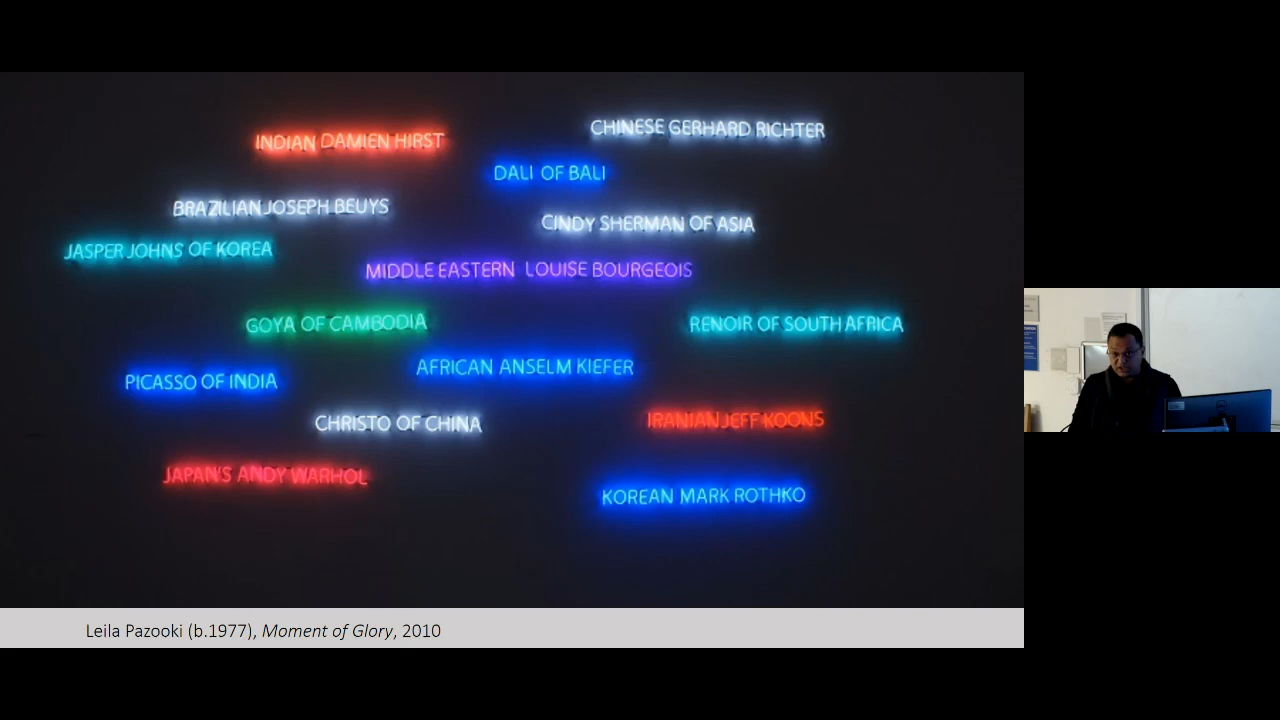 INDIAN DAMIEN HIRST
CHINESE GERHARD RICHTER
DALI OF BALI
BRAZILIAN JOSEPH BEUYS
CINDY SHERMAN OF ASIA
JASPER JOHNS OF KOREA
MIDDLE EASTERN LOUISE BOURGEOIS
GOYA OF CAMBODIA
RENOIR OF SOUTH AFRICA
AFRICAN ANSELM KIEFER
PICASSO OF INDIA
CHRISTO OF CHINA
IRANIAN JEFF KOONS
JAPAN'S ANDY WARHOL
KOREAN MARK ROTHKO
Leila Pazooki (b.1977), Moment of Glory, 2010